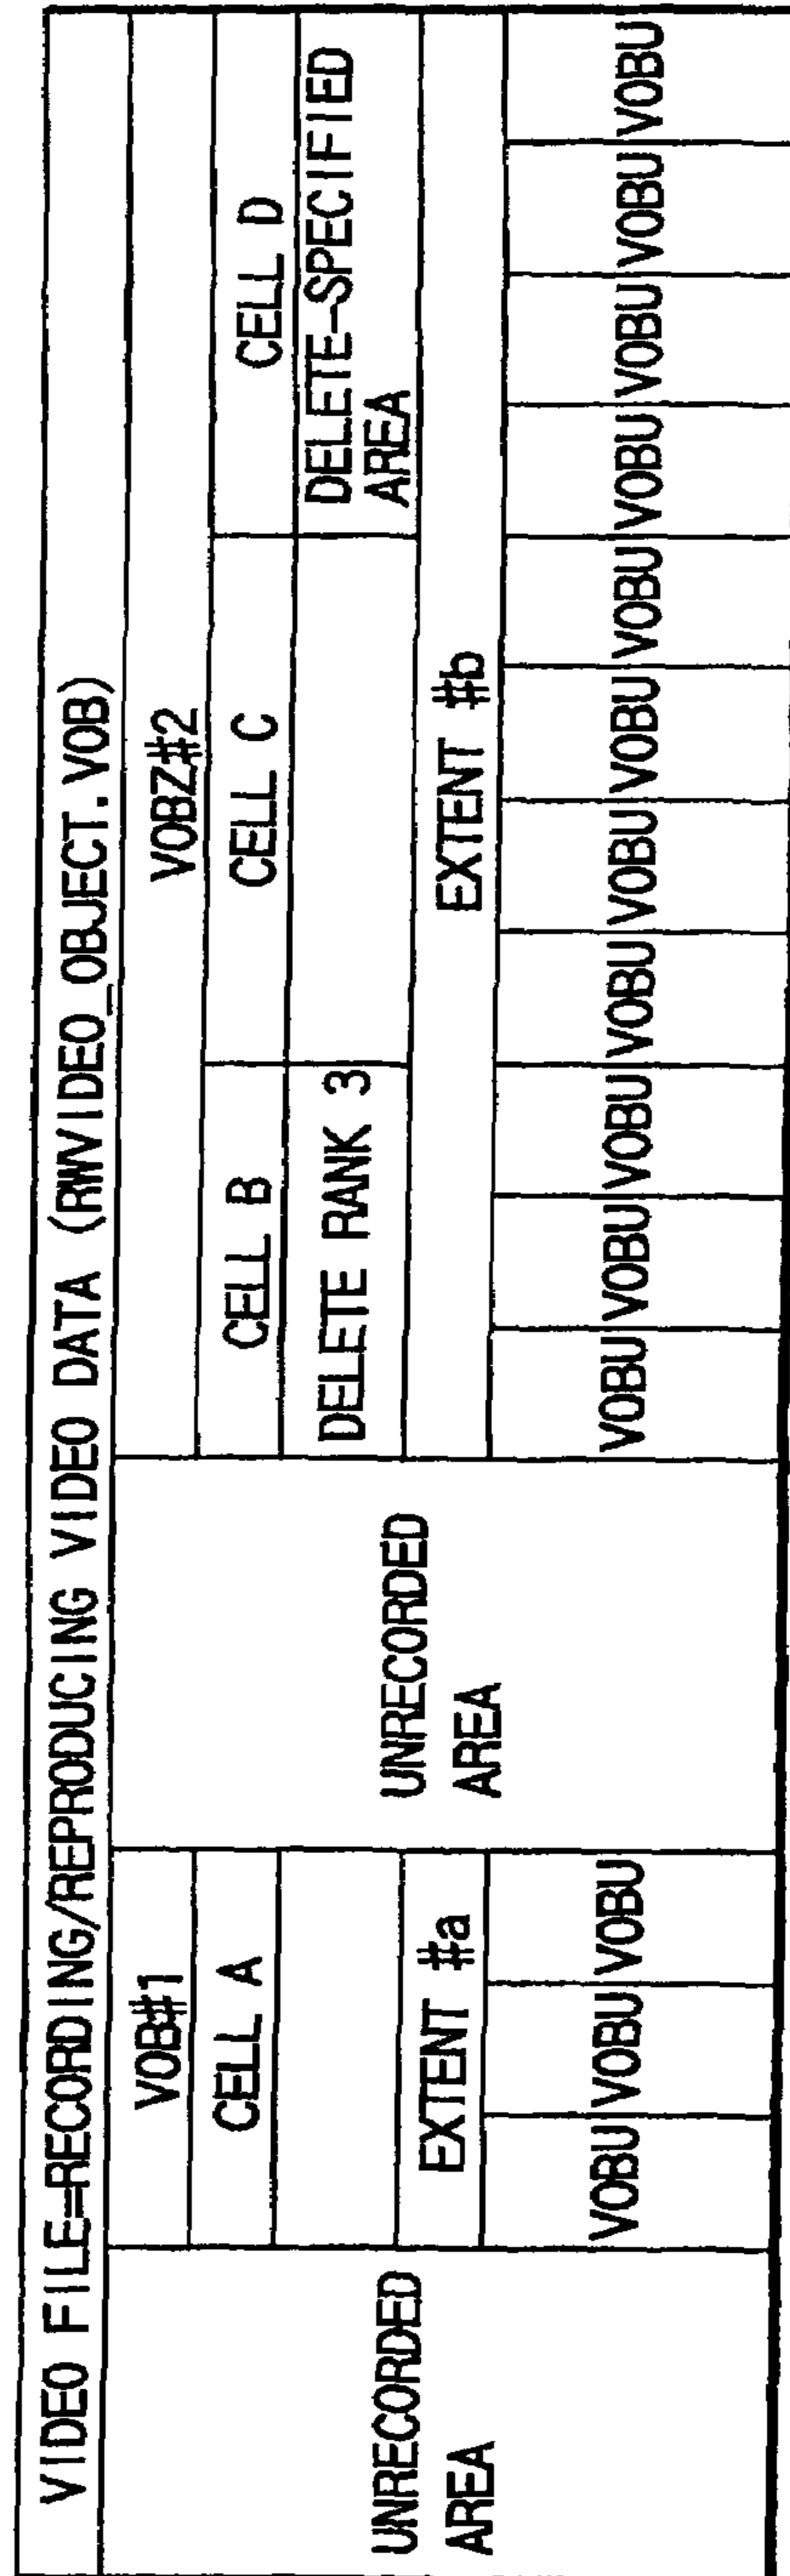 VIDEO FILE=RECORDING/REPRODUCING VIDEO DATA (RWVIDEO_OBJECT.VOB)
UNRECORDED
AREA
VOB#1
CELL A
EXTENT #a
VOBU VOBU VOBU
UNRECORDED
AREA
VOBZ#2
CELL B
CELL C
CELL D
DELETE RANK 3
DELETE-SPECIFIED
AREA
EXTENT #b
VOBU VOBU VOBU VOBU VOBU VOBU VOBU VOBU VOBU VOBU VOBU